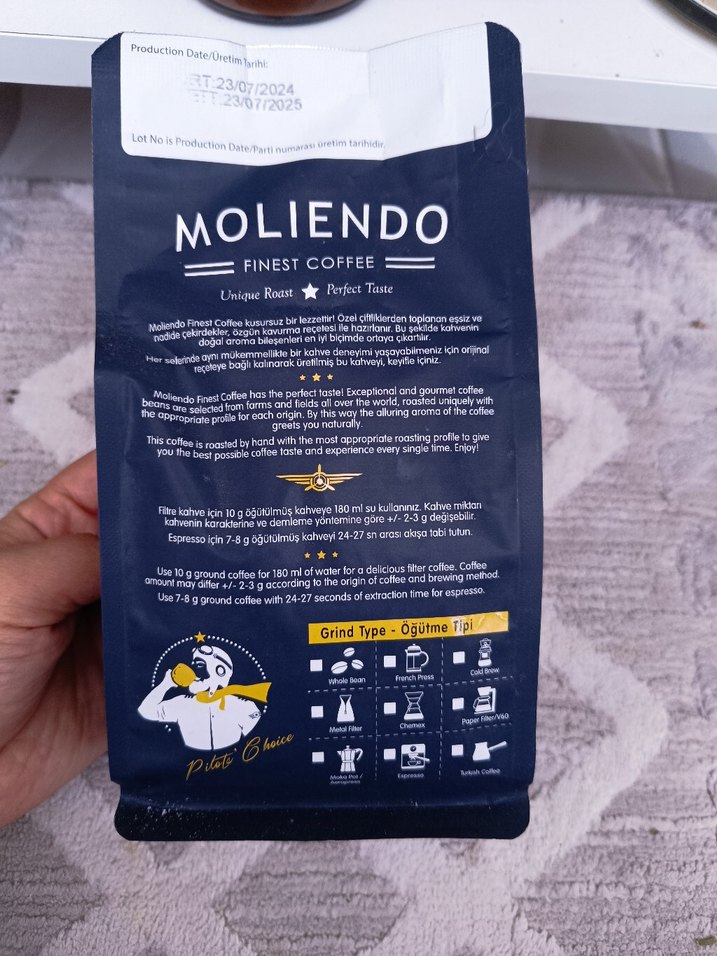 Production Date/Üretim Tarihi:
23/07/2024
23/07/2025
Lot No is Production Date/Parti numarası üretim tarihidir.
MOLIENDO
FINEST COFFEE
Unique Roast Perfect Taste
Moliendo Finest Coffee kusursuz bir lezzettir! Özel çiftliklerden toplanan eşsiz ve
nadide çekirdekler, özgün kavurma reçetesi ile hazırlanır. Bu şekilde kahvenin
doğal aroma bileşenleri en iyi biçimde ortaya çıkartılır.
Her seferinde aynı mükemmellikte bir kahve deneyimi yaşayabilmeniz için orijinal
reçeteye bağlı kalınarak üretilmiş bu kahveyi, keyifle içiniz.
Moliendo Finest Coffee has the perfect taste! Exceptional and gourmet coffee
beans are selected from farms and fields all over the world, roasted uniquely with
the appropriate profile for each origin. By this way the alluring aroma of the coffee
greets you naturally.
This coffee is roasted by hand with the most appropriate roasting profile to give
you the best possible coffee taste and experience every single time. Enjoy!
Filtre kahve için 10 g öğütülmüş kahveye 180 ml su kullanınız. Kahve miktarı
kahvenin karakterine ve demleme yöntemine göre +/- 2-3 g değişebilir.
Espresso için 7-8 g öğütülmüş kahveyi 24-27 sn arası akışa tabi tutun.
Use 10 g ground coffee for 180 ml of water for a delicious filter coffee. Coffee
amount may differ +/- 2-3 g according to the origin of coffee and brewing method.
Use 7-8 g ground coffee with 24-27 seconds of extraction time for espresso.
Grind Type - Öğütme Tipi
Whole Bean French Press Cold Brew
Metal Filter Chemex Paper Filter/V60
Moka Pot / Espresso Turkish Coffee
Aeropress
Pilots' Choice